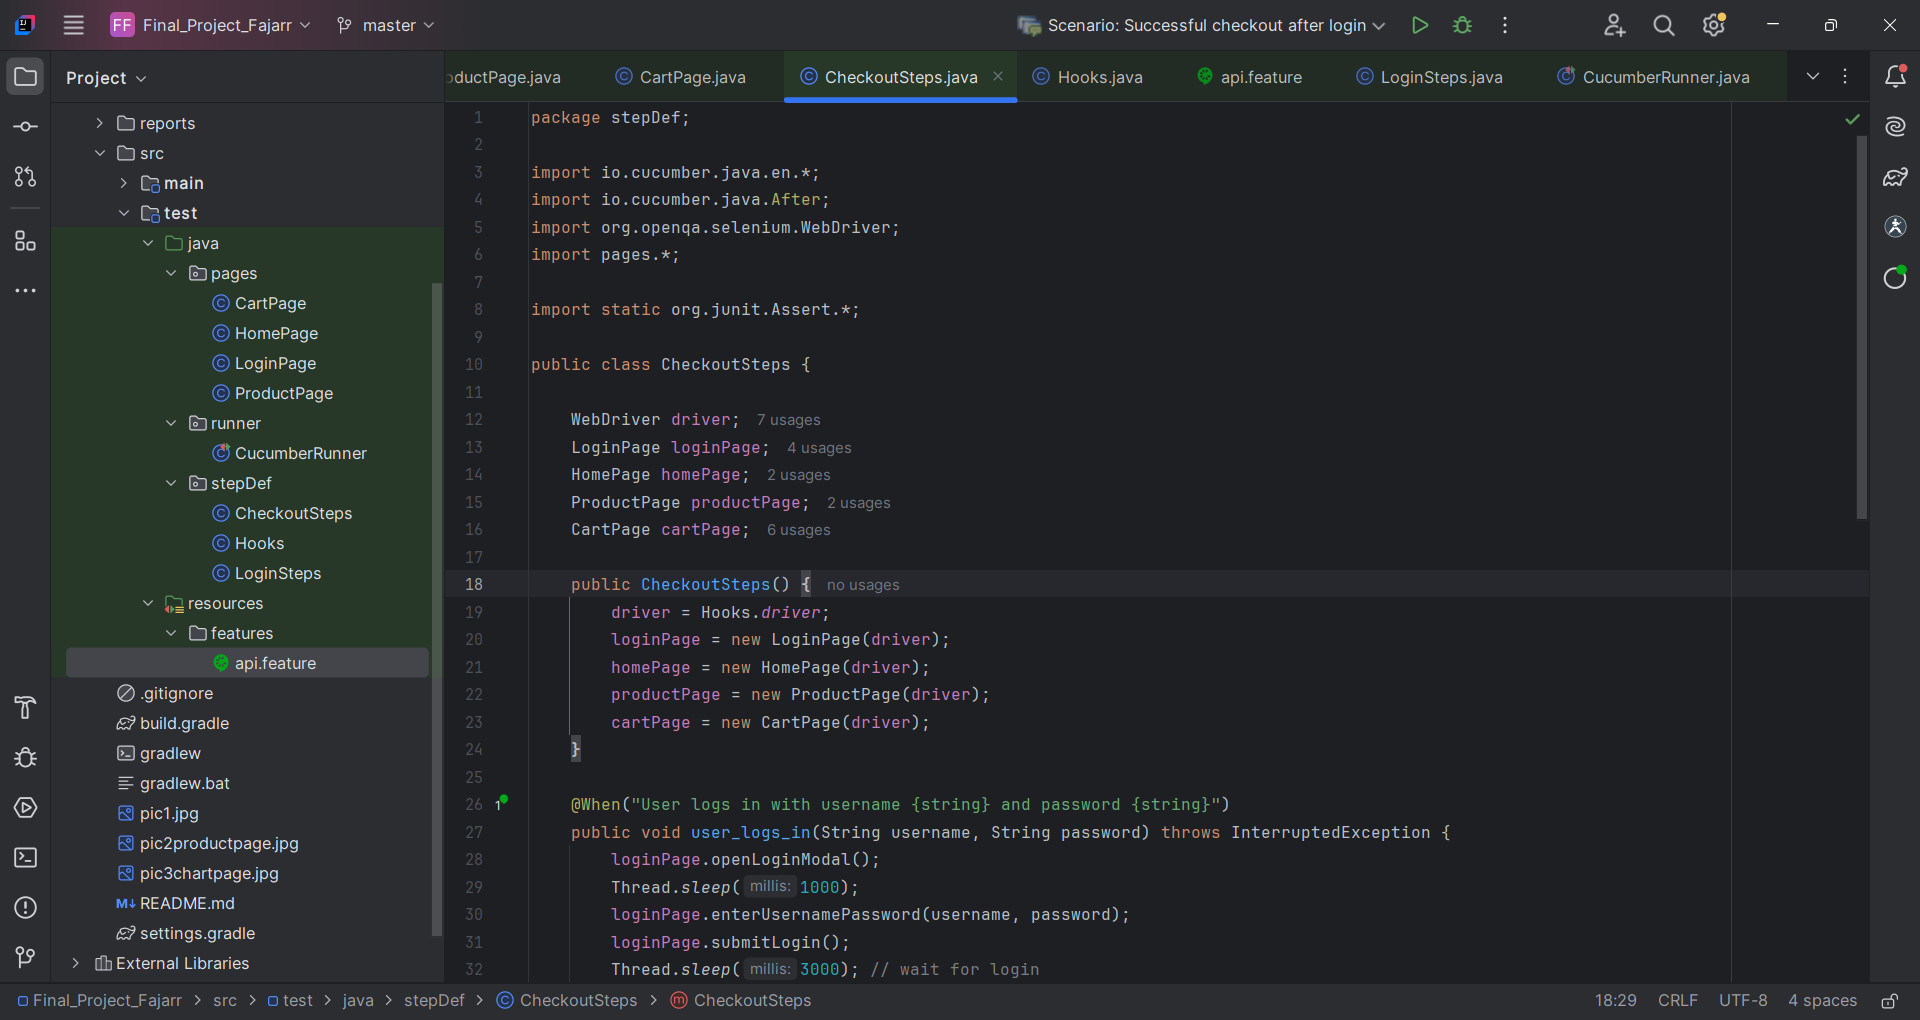 FF Final_Project_Fajarr master Scenario: Successful checkout after login
Project
ductPage.java CartPage.java CheckoutSteps.java Hooks.java api.feature LoginSteps.java CucumberRunner.java
reports
src
main
test
java
pages
CartPage
HomePage
LoginPage
ProductPage
runner
CucumberRunner
stepDef
CheckoutSteps
Hooks
LoginSteps
resources
features
api.feature
.gitignore
build.gradle
gradlew
gradlew.bat
pic1.jpg
pic2productpage.jpg
pic3chartpage.jpg
README.md
settings.gradle
External Libraries
1 package stepDef;
2
3 import io.cucumber.java.en.*;
4 import io.cucumber.java.After;
5 import org.openqa.selenium.WebDriver;
6 import pages.*;
7
8 import static org.junit.Assert.*;
9
10 public class CheckoutSteps {
11
12 WebDriver driver; 7 usages
13 LoginPage loginPage; 4 usages
14 HomePage homePage; 2 usages
15 ProductPage productPage; 2 usages
16 CartPage cartPage; 6 usages
17
18 public CheckoutSteps() { no usages
19 driver = Hooks.driver;
20 loginPage = new LoginPage(driver);
21 homePage = new HomePage(driver);
22 productPage = new ProductPage(driver);
23 cartPage = new CartPage(driver);
24 }
25
26 @When("User logs in with username {string} and password {string}")
27 public void user_logs_in(String username, String password) throws InterruptedException {
28 loginPage.openLoginModal();
29 Thread.sleep( millis: 1000);
30 loginPage.enterUsernamePassword(username, password);
31 loginPage.submitLogin();
32 Thread.sleep( millis: 3000); // wait for login
Final_Project_Fajarr > src > test > java > stepDef > CheckoutSteps > CheckoutSteps 18:29 CRLF UTF-8 4 spaces